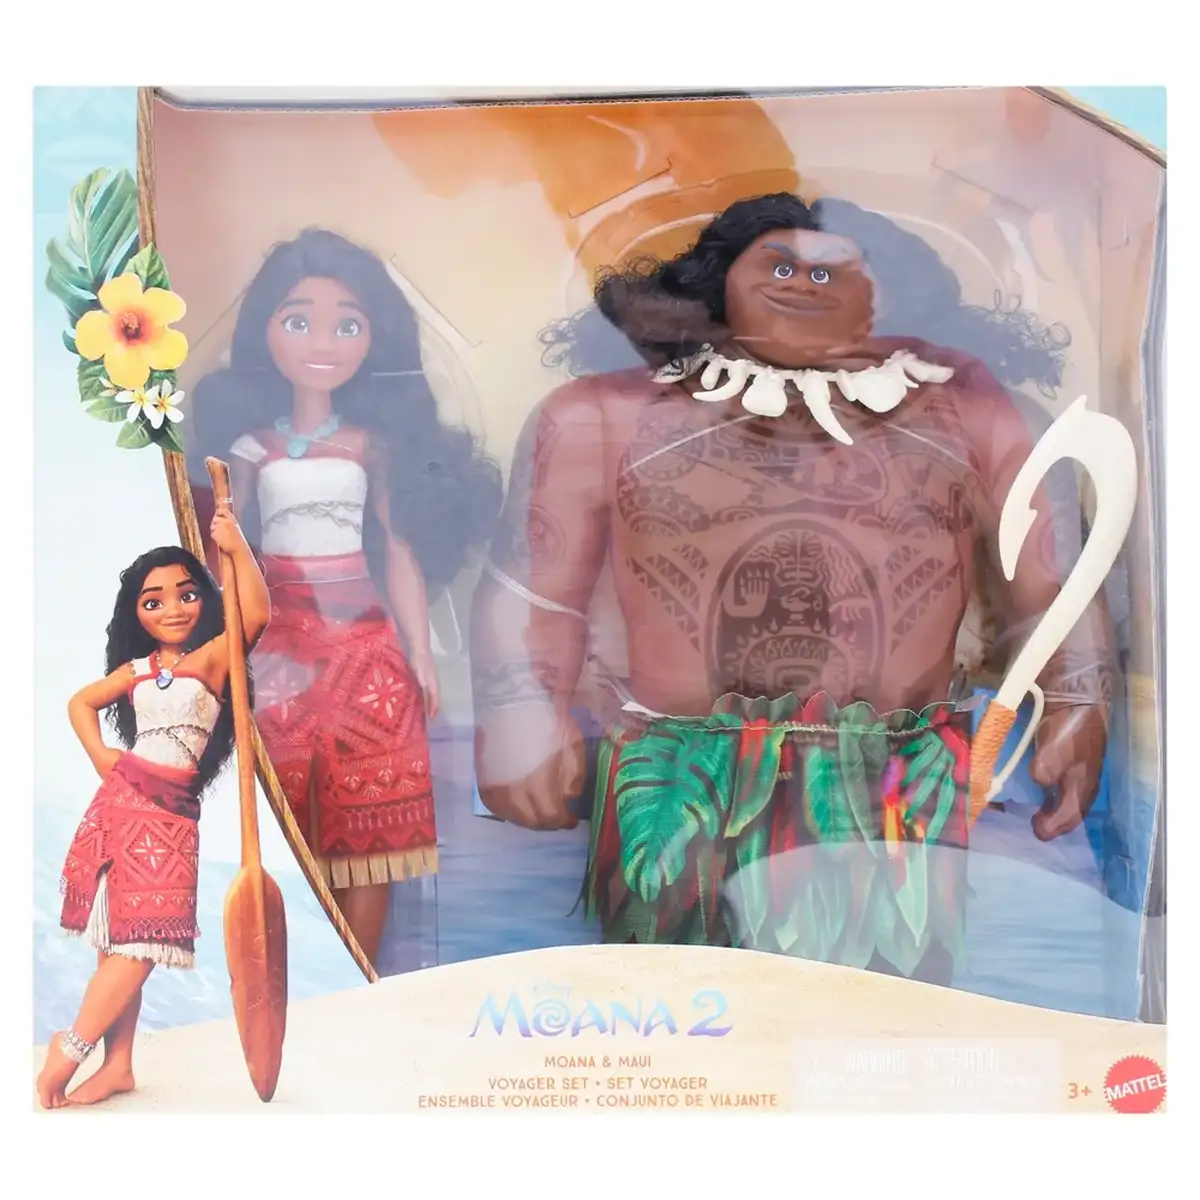 Disney
MOANA 2
MOANA & MAUI
VOYAGER SET • SET VOYAGER
ENSEMBLE VOYAGEUR • CONJUNTO DE VIAJANTE
WARNING ATTENTION
3+
MATTEL